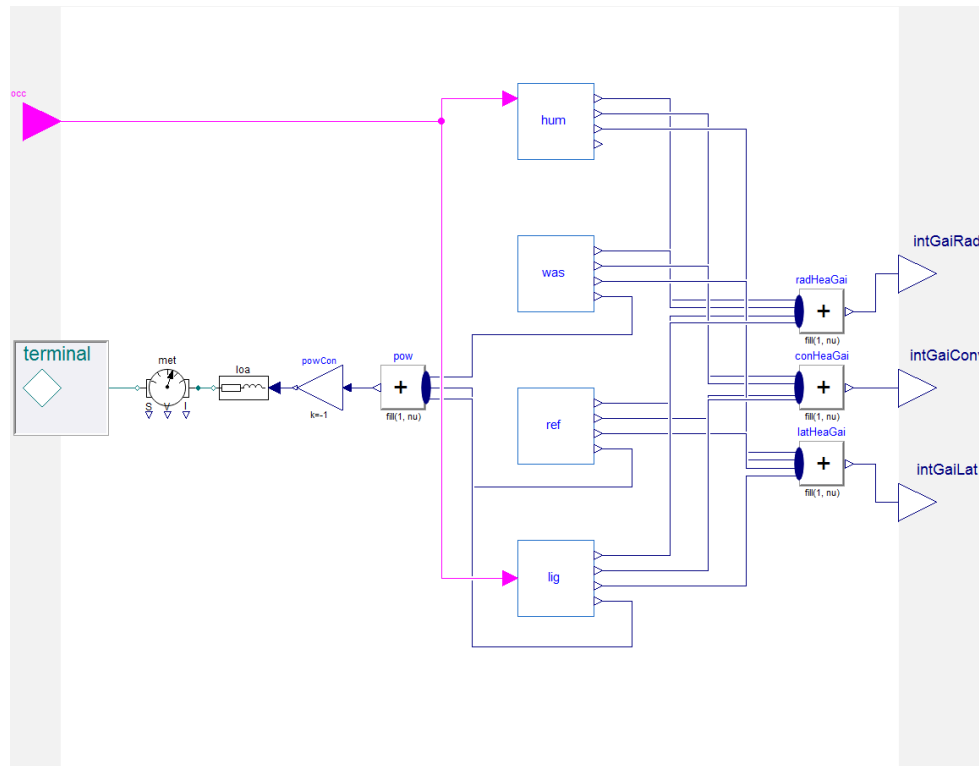 occ
hum
intGaiRad
was
radHeaGai
+
fill(1, nu)
terminal
met
loa
powCon
pow
conHeaGai
intGaiConv
S
V
I
k=-1
+
fill(1, nu)
+
fill(1, nu)
ref
latHeaGai
+
fill(1, nu)
intGaiLat
lig